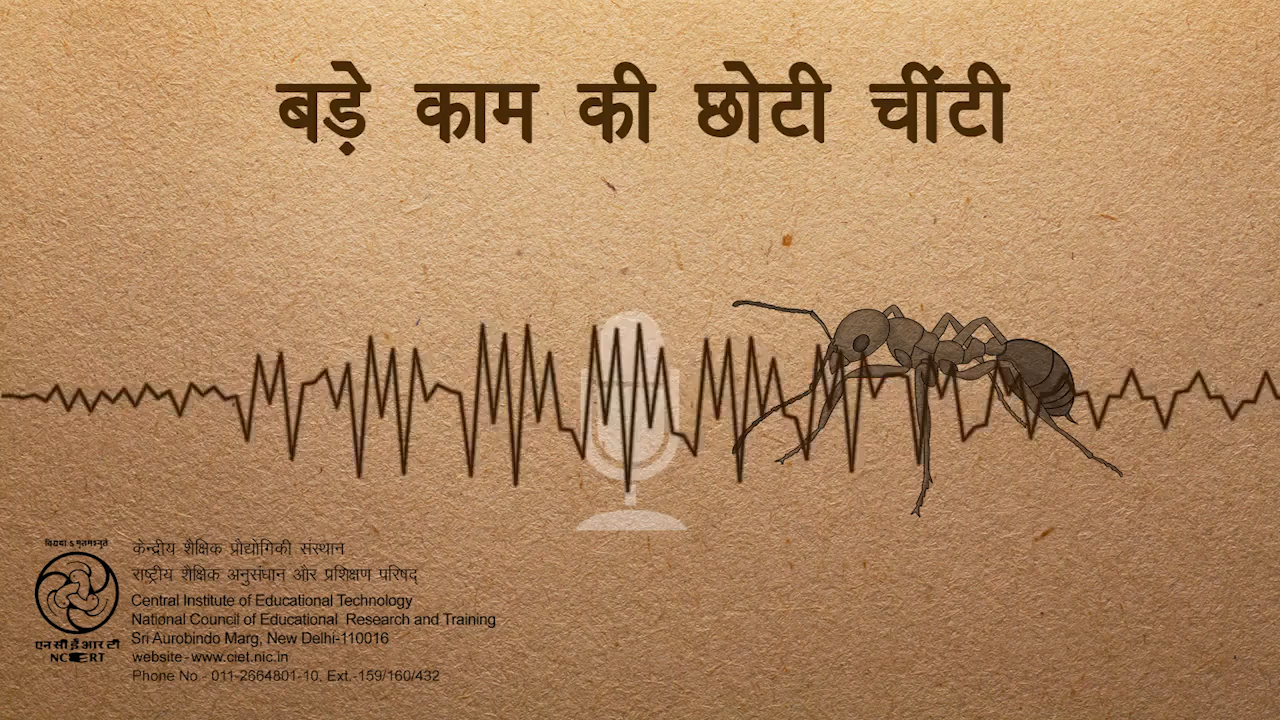 बड़े काम की छोटी चींटी
विद्यया ऽ मृतमश्नुते
एन सी ई आर टी
NCERT
केन्द्रीय शैक्षिक प्रौद्योगिकी संस्थान
राष्ट्रीय शैक्षिक अनुसंधान और प्रशिक्षण परिषद्
Central Institute of Educational Technology
National Council of Educational Research and Training
Sri Aurobindo Marg, New Delhi-110016
website - www.ciet.nic.in
Phone No.- 011-2664801-10, Ext.-159/160/432